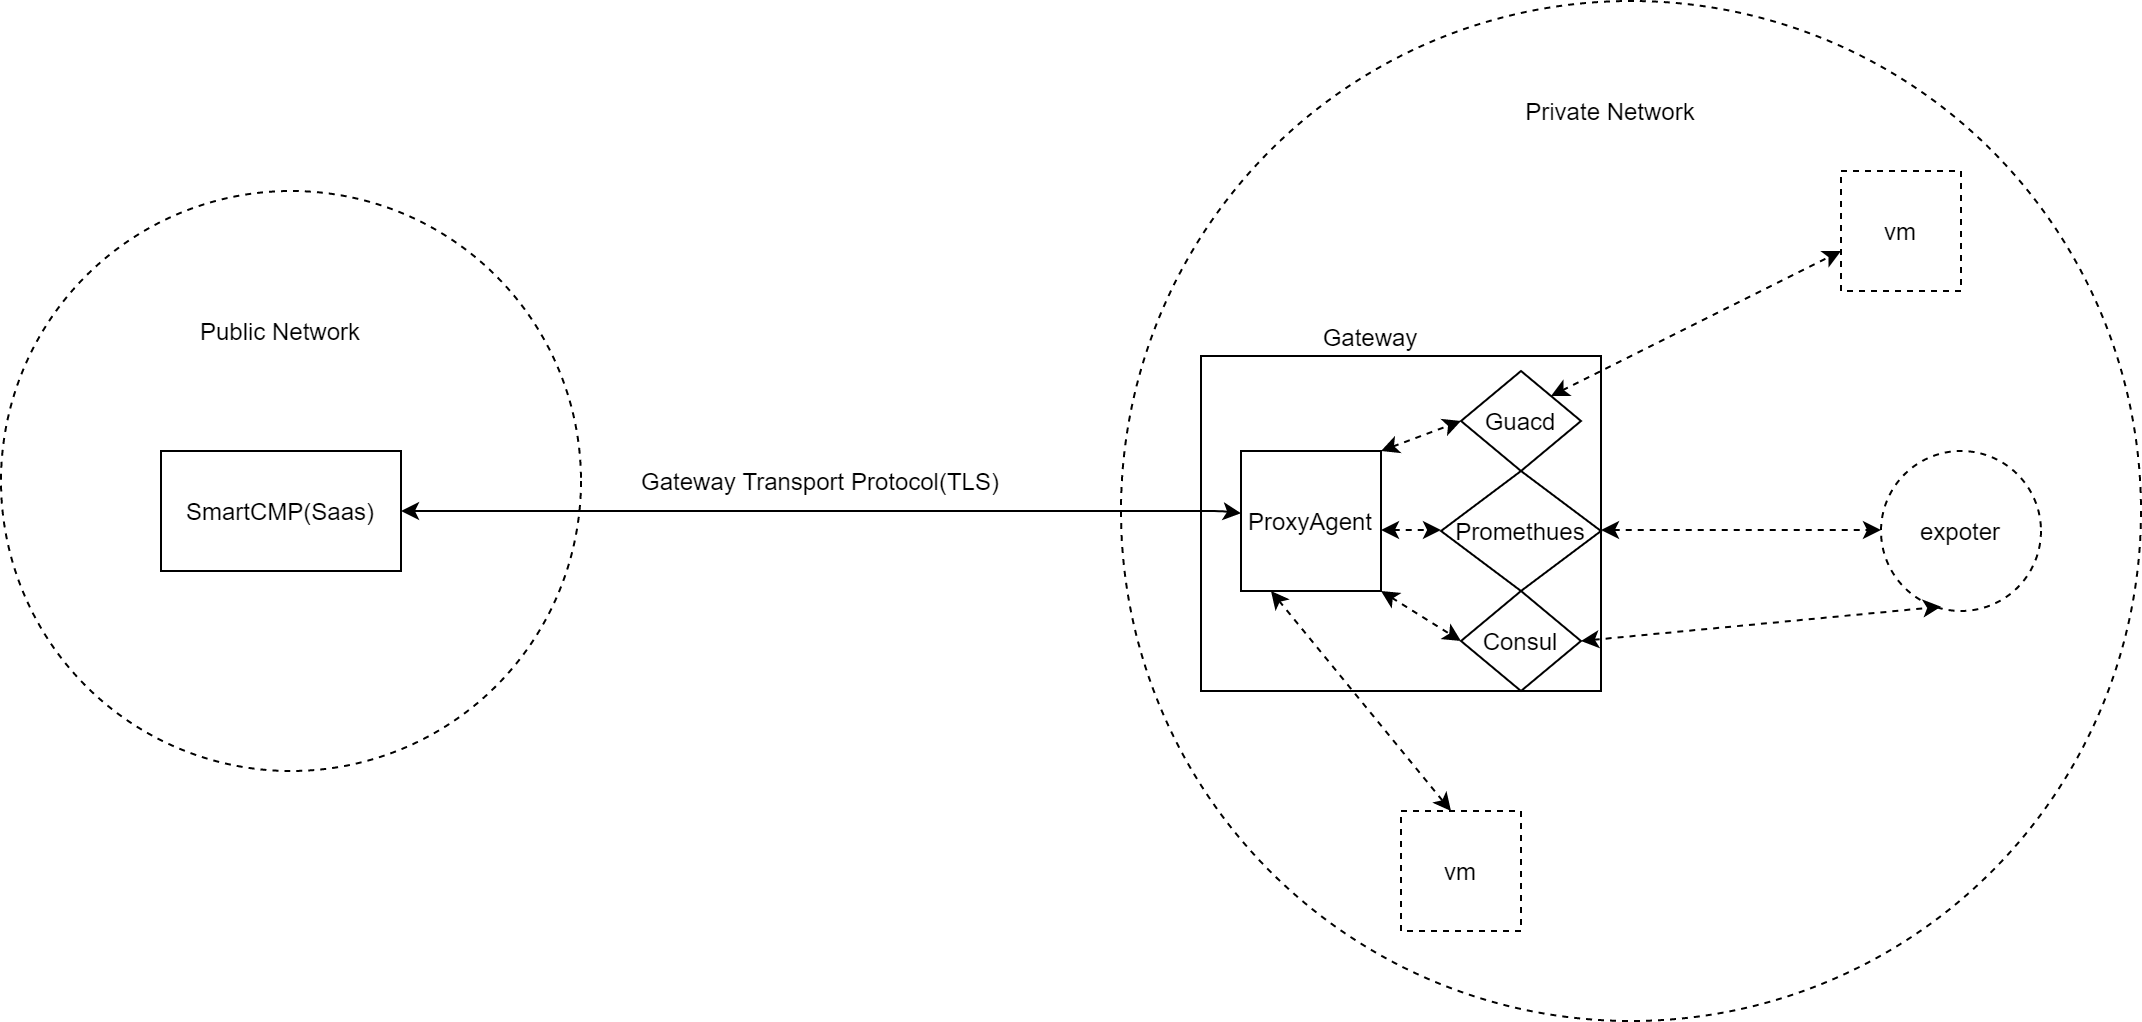 Private Network
vm
Public Network
Gateway
Guacd
Gateway Transport Protocol(TLS)
SmartCMP(Saas)
ProxyAgent
Promethues
expoter
Consul
vm